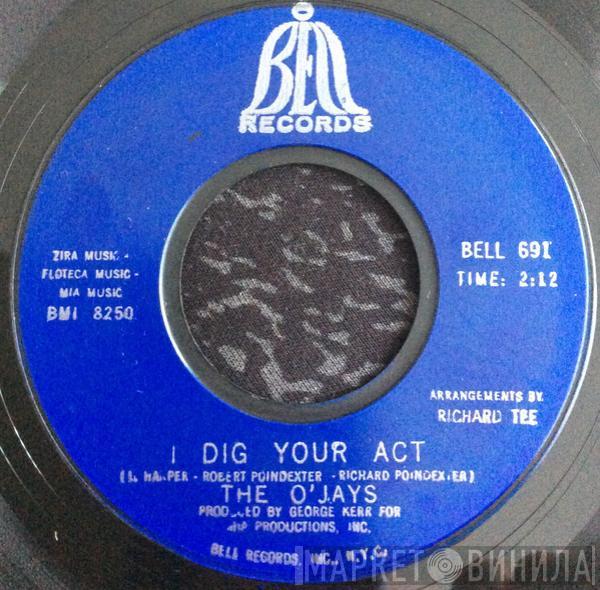 BELL
RECORDS
ZIRA MUSIC -
FLOTECA MUSIC -
MIA MUSIC
BMI 8250
BELL 691
TIME: 2:12
ARRANGEMENTS BY
RICHARD TEE
I DIG YOUR ACT
HARPER - ROBERT POINDEXTER - RICHARD POINDEXTER)
THE O'JAYS
PRODUCED BY GEORGE KERR FOR
PRODUCTIONS, INC.
BELL RECORDS, INC., N.Y.C.
МАРКЕТ ВИНИЛА